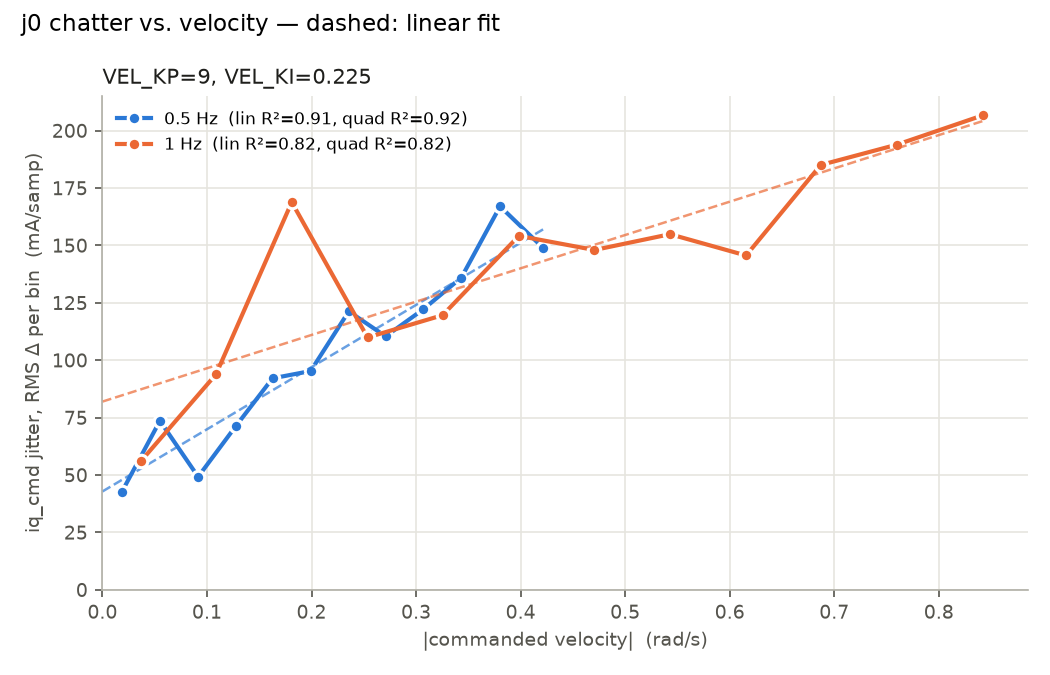 j0 chatter vs. velocity — dashed: linear fit
VEL_KP=9, VEL_KI=0.225
0.5 Hz  (lin R²=0.91, quad R²=0.92)
1 Hz  (lin R²=0.82, quad R²=0.82)
iq_cmd jitter, RMS Δ per bin  (mA/samp)
200
175
150
125
100
75
50
25
0
0.0 0.1 0.2 0.3 0.4 0.5 0.6 0.7 0.8
|commanded velocity|  (rad/s)